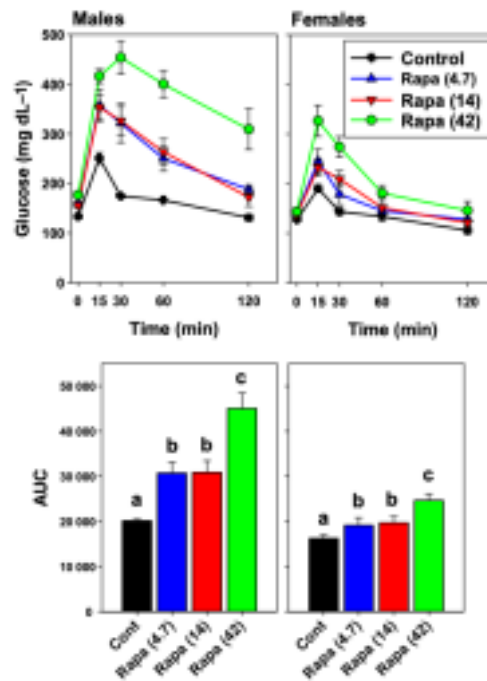 Males
Females
Glucose (mg dL–1)
500
400
300
200
100
0
Control
Rapa (4.7)
Rapa (14)
Rapa (42)
0 15 30 60 120
0 15 30 60 120
Time (min)
Time (min)
AUC
50 000
40 000
30 000
20 000
10 000
0
a
b
b
c
a
b
b
c
Cont
Rapa (4.7)
Rapa (14)
Rapa (42)
Cont
Rapa (4.7)
Rapa (14)
Rapa (42)